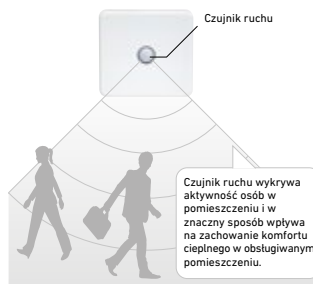 Czujnik ruchu
Czujnik ruchu wykrywa
aktywność osób w
pomieszczeniu i w
znaczny sposób wpływa
na zachowanie komfortu
cieplnego w obsługiwanym
pomieszczeniu.